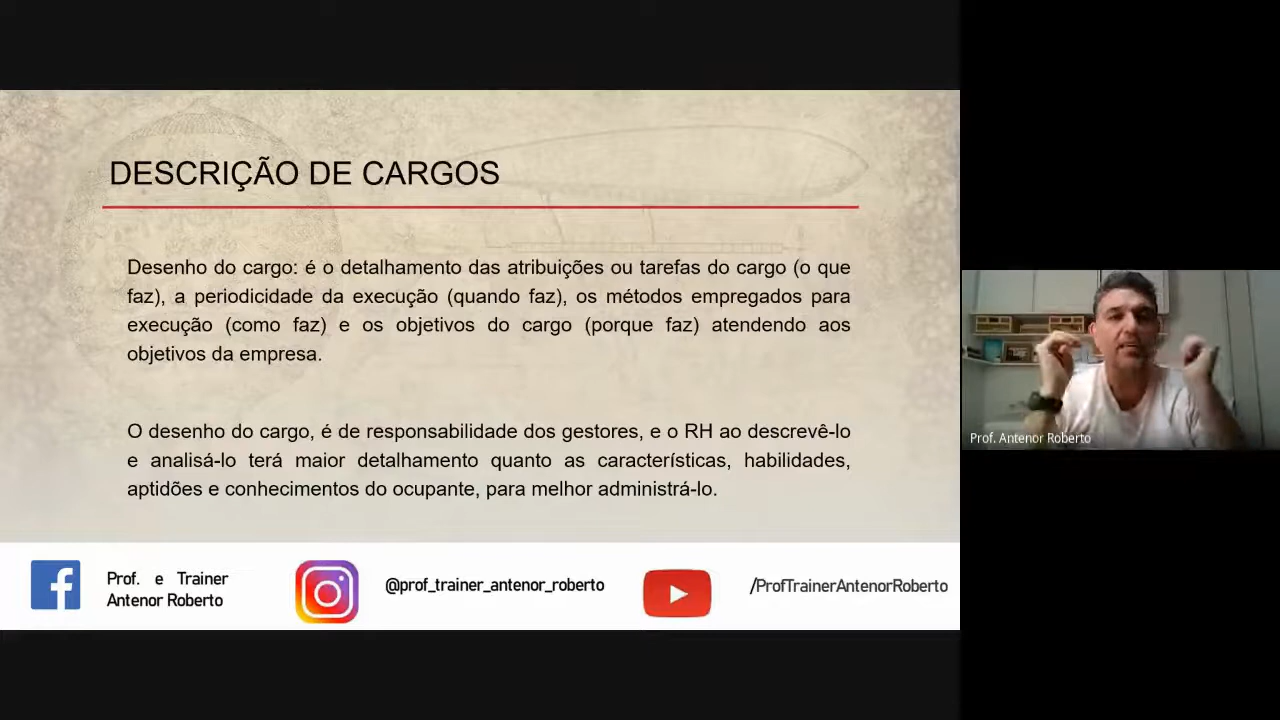 DESCRIÇÃO DE CARGOS
Desenho do cargo: é o detalhamento das atribuições ou tarefas do cargo (o que
faz), a periodicidade da execução (quando faz), os métodos empregados para
execução (como faz) e os objetivos do cargo (porque faz) atendendo aos
objetivos da empresa.
O desenho do cargo, é de responsabilidade dos gestores, e o RH ao descrevê-lo
e analisá-lo terá maior detalhamento quanto as características, habilidades,
aptidões e conhecimentos do ocupante, para melhor administrá-lo.
Prof. e Trainer
Antenor Roberto
@prof_trainer_antenor_roberto
/ProfTrainerAntenorRoberto
Prof. Antenor Roberto